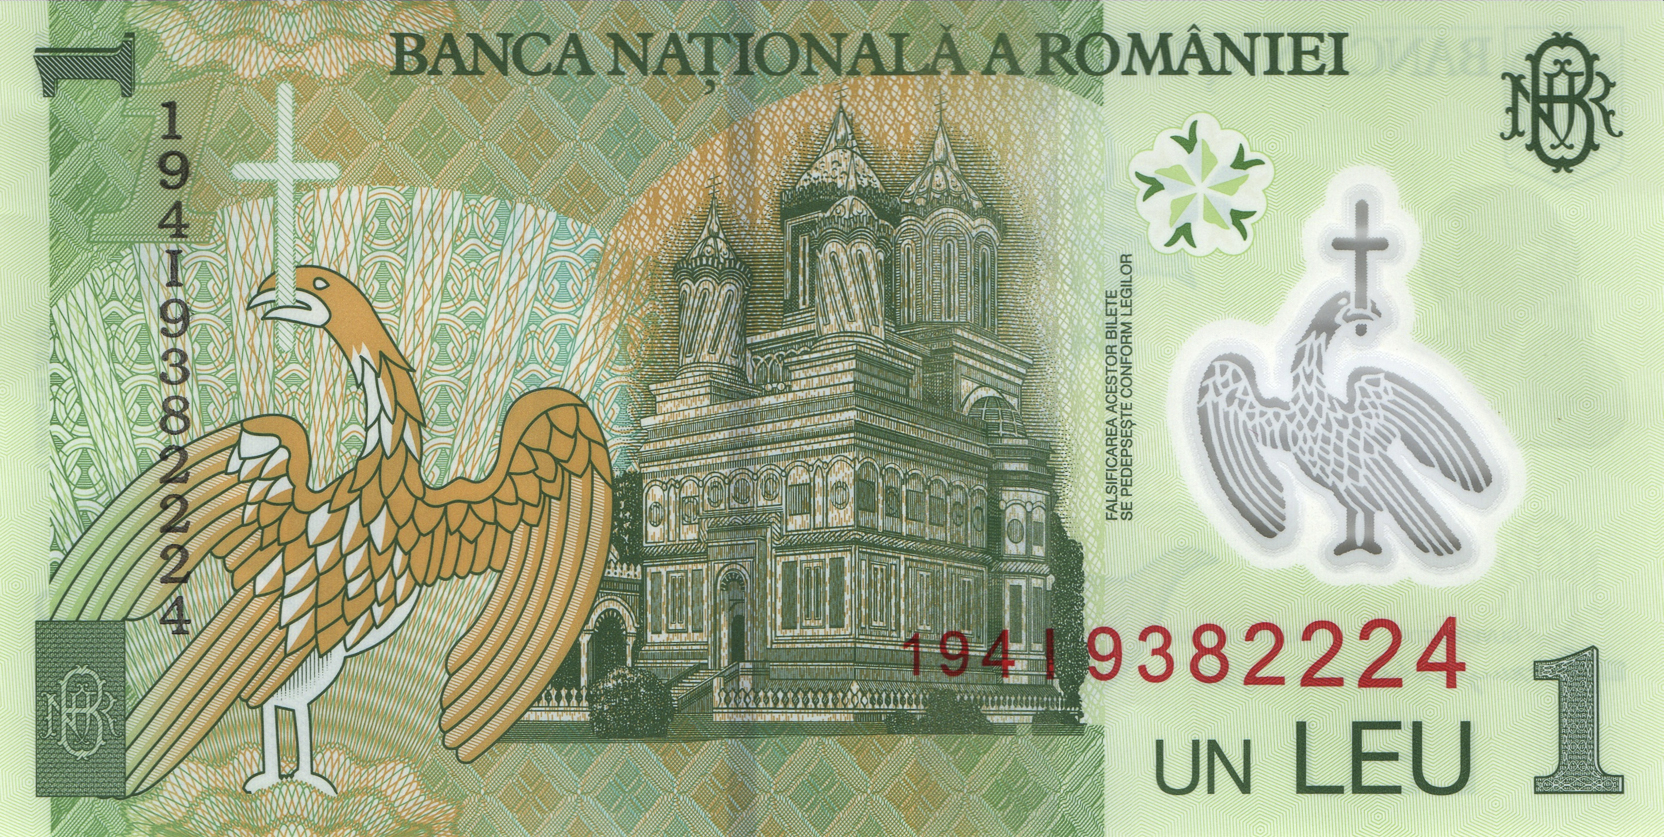 BANCA NAȚIONALĂ A ROMÂNIEI
1
194I9382224
FALSIFICAREA ACESTOR BILETE
SE PEDEPSEȘTE CONFORM LEGILOR
194I9382224
UN LEU
1
BNR
BNR